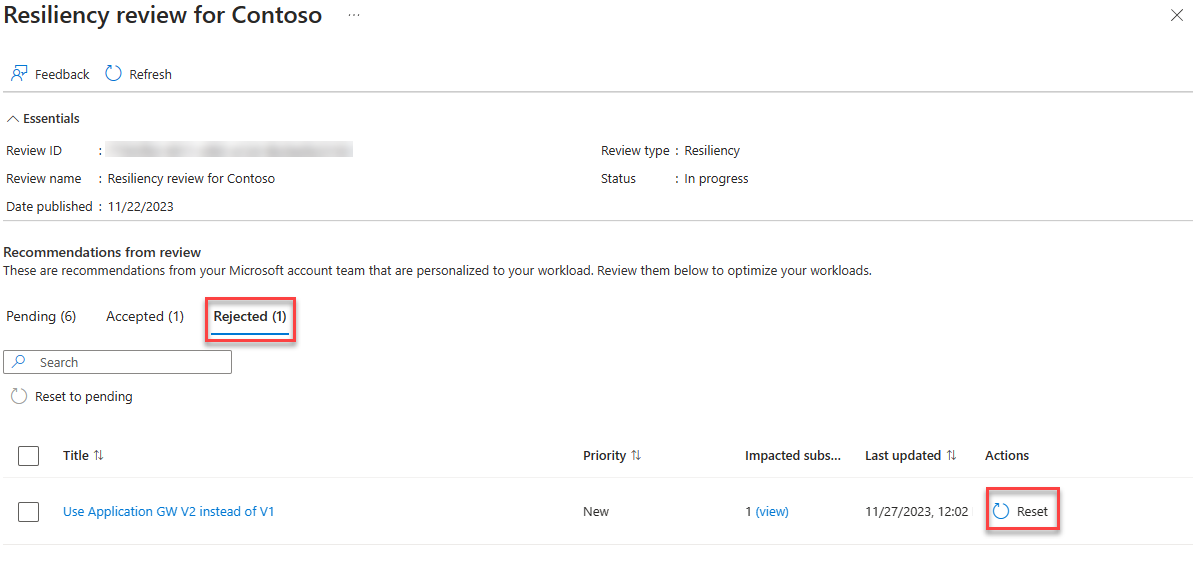 Resiliency review for Contoso ...
Feedback Refresh
Essentials
Review ID :
Review type : Resiliency
Review name : Resiliency review for Contoso
Status : In progress
Date published : 11/22/2023
Recommendations from review
These are recommendations from your Microsoft account team that are personalized to your workload. Review them below to optimize your workloads.
Pending (6) Accepted (1) Rejected (1)
Search
Reset to pending
Title Priority Impacted subs... Last updated Actions
Use Application GW V2 instead of V1 New 1 (view) 11/27/2023, 12:02 Reset